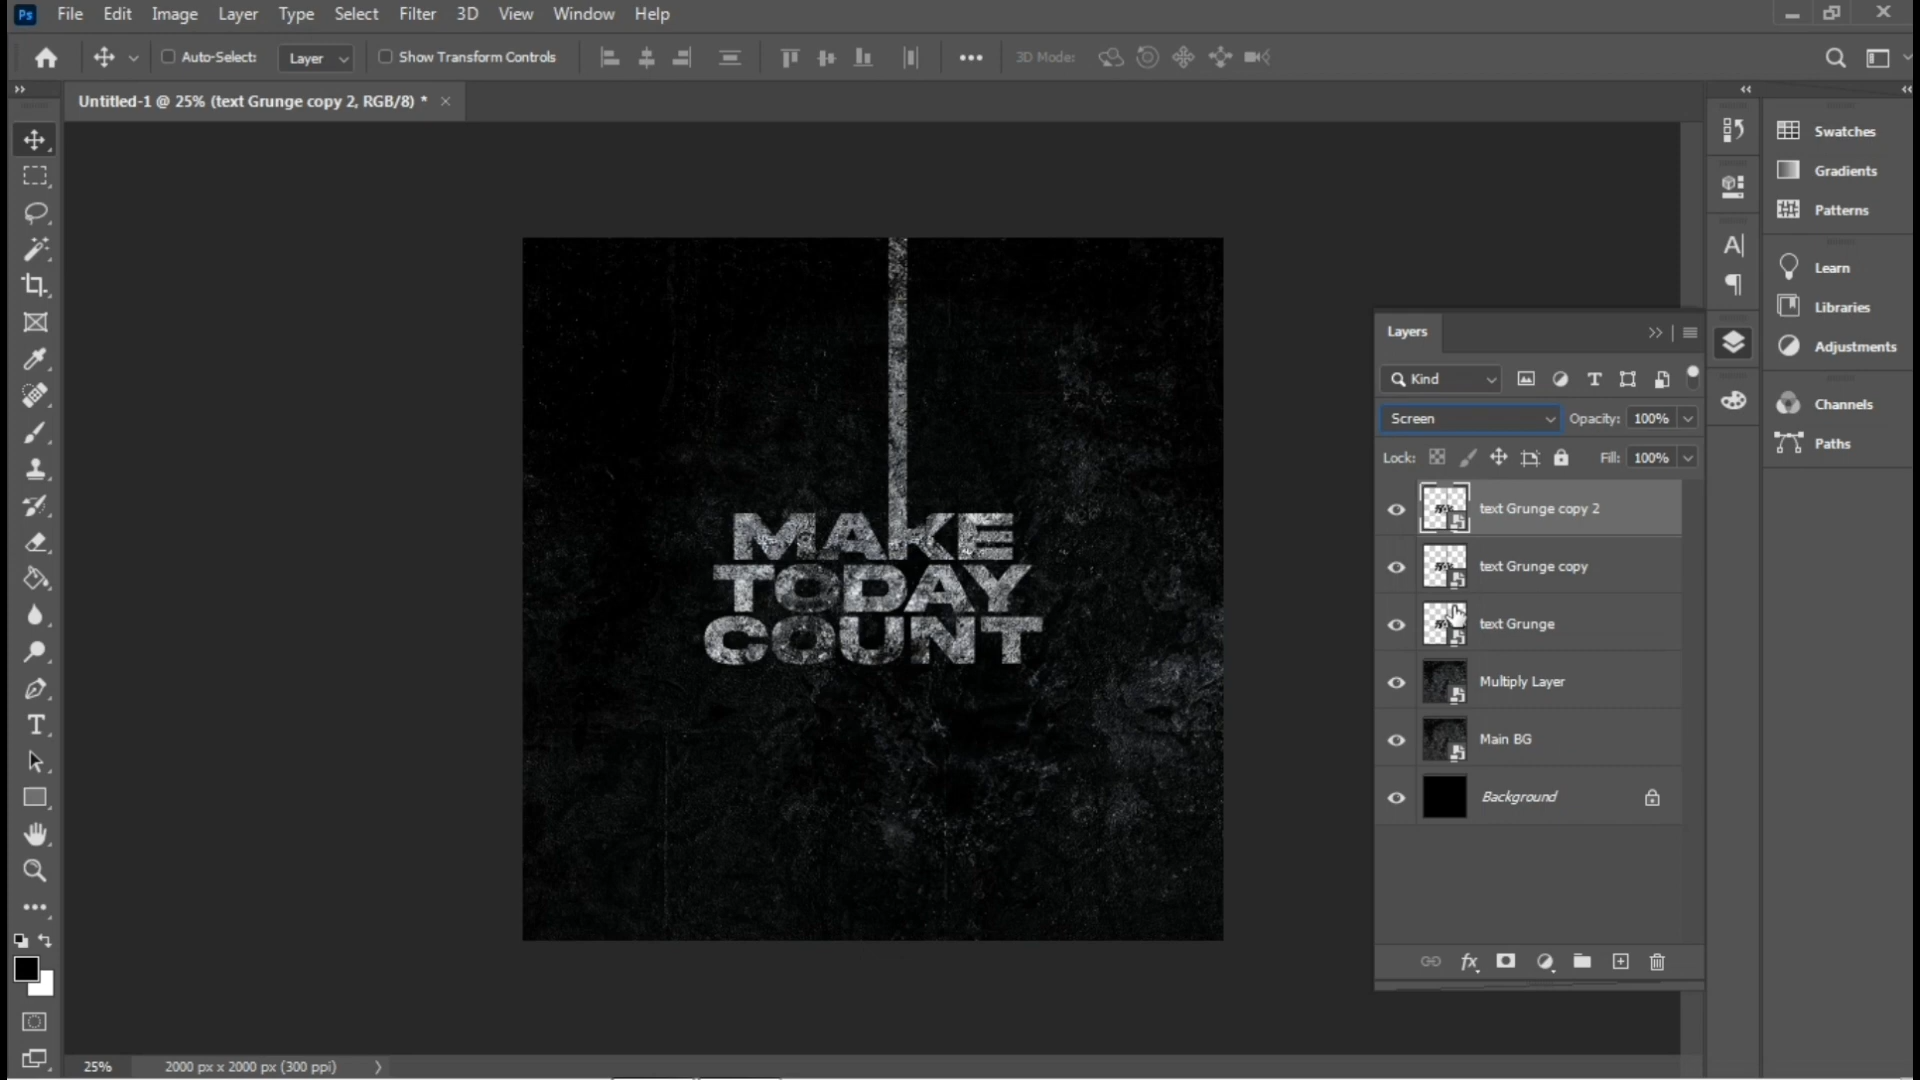 Ps File Edit Image Layer Type Select Filter 3D View Window Help
Auto-Select: Layer Show Transform Controls 3D Mode:
Untitled-1 @ 25% (text Grunge copy 2, RGB/8) *
Swatches
Gradients
Patterns
Learn
Libraries
Adjustments
Channels
Paths
Layers
Kind
Screen Opacity: 100%
Lock: Fill: 100%
text Grunge copy 2
text Grunge copy
text Grunge
Multiply Layer
Main BG
Background
MAKE
TODAY
COUNT
25% 2000 px x 2000 px (300 ppi)